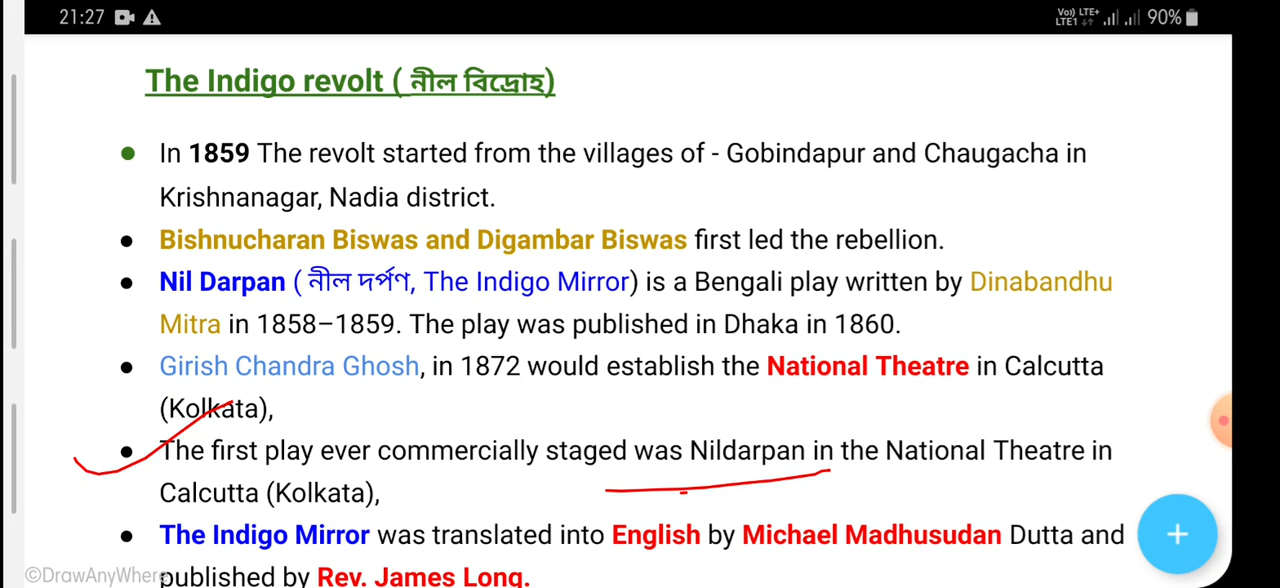 21:27 Vo)) LTE+ LTE1 90%
The Indigo revolt ( নীল বিদ্রোহ)
● In 1859 The revolt started from the villages of - Gobindapur and Chaugacha in
Krishnanagar, Nadia district.
● Bishnucharan Biswas and Digambar Biswas first led the rebellion.
● Nil Darpan ( নীল দর্পণ, The Indigo Mirror) is a Bengali play written by Dinabandhu
Mitra in 1858–1859. The play was published in Dhaka in 1860.
● Girish Chandra Ghosh, in 1872 would establish the National Theatre in Calcutta
(Kolkata),
● The first play ever commercially staged was Nildarpan in the National Theatre in
Calcutta (Kolkata),
● The Indigo Mirror was translated into English by Michael Madhusudan Dutta and
published by Rev. James Long.
©DrawAnyWhere